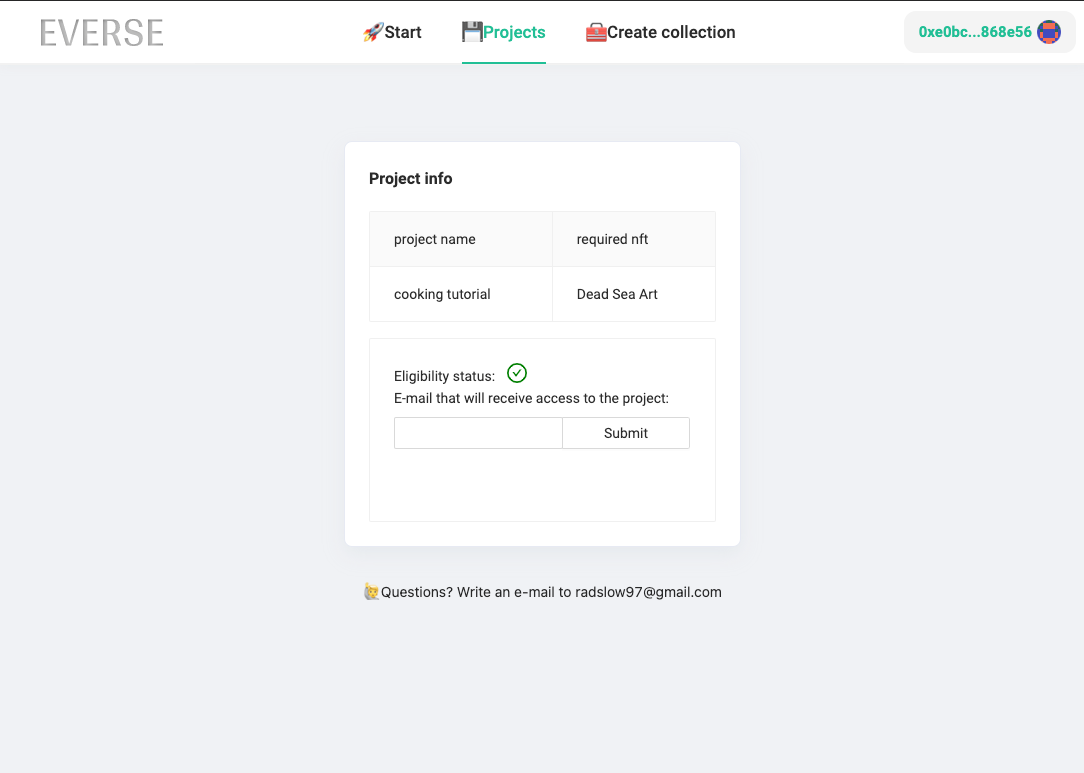 EVERSE
🚀Start 💾Projects 🧰Create collection 0xe0bc...868e56
Project info
project name required nft
cooking tutorial Dead Sea Art
Eligibility status:
E-mail that will receive access to the project:
Submit
🙋Questions? Write an e-mail to radslow97@gmail.com